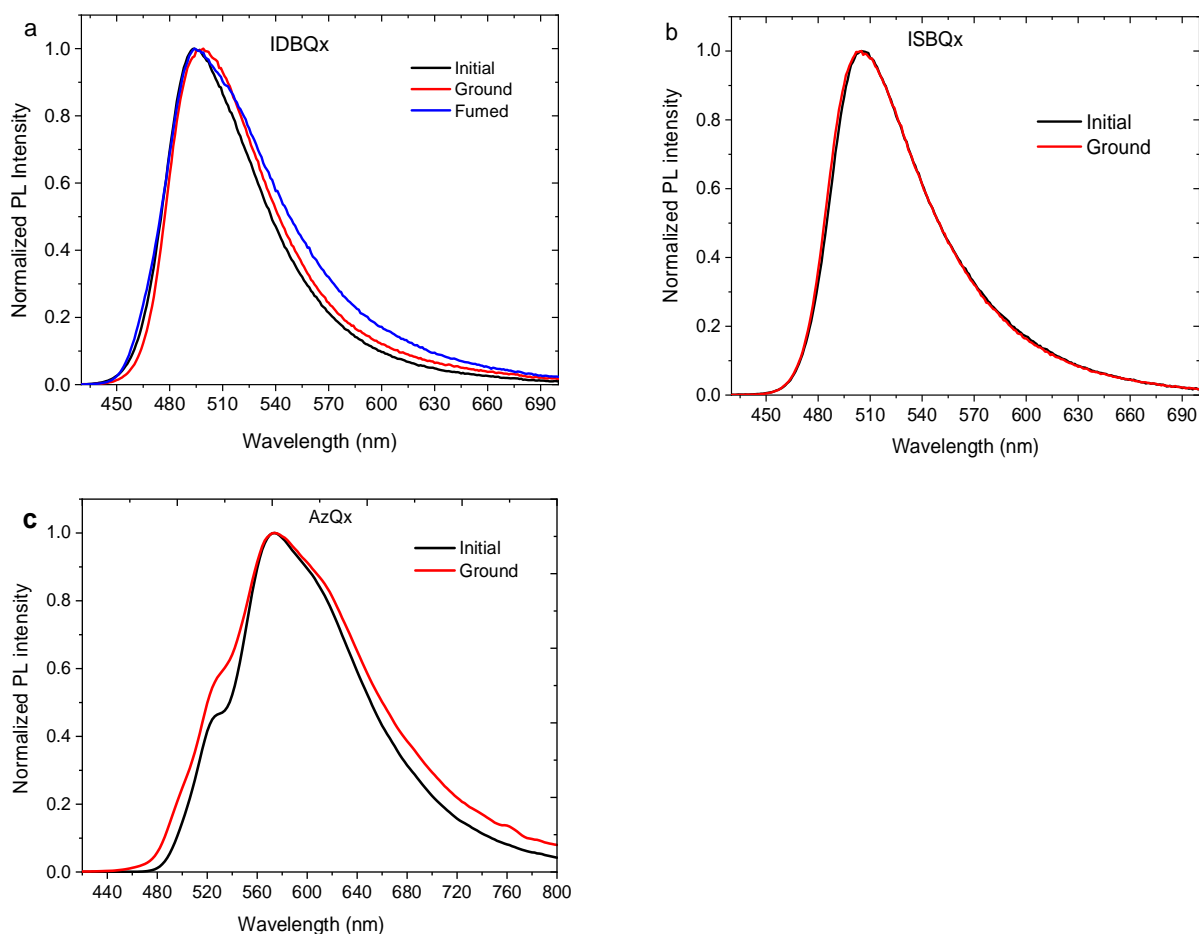 a
IDBQx
Initial
Ground
Fumed
1.0
0.8
0.6
0.4
0.2
0.0
Normalized PL Intensity
450 480 510 540 570 600 630 660 690
Wavelength (nm)
b
ISBQx
Initial
Ground
1.0
0.8
0.6
0.4
0.2
0.0
Normalized PL intensity
450 480 510 540 570 600 630 660 690
Wavelength (nm)
c
AzQx
Initial
Ground
1.0
0.8
0.6
0.4
0.2
0.0
Normalized PL intensity
440 480 520 560 600 640 680 720 760 800
Wavelength (nm)